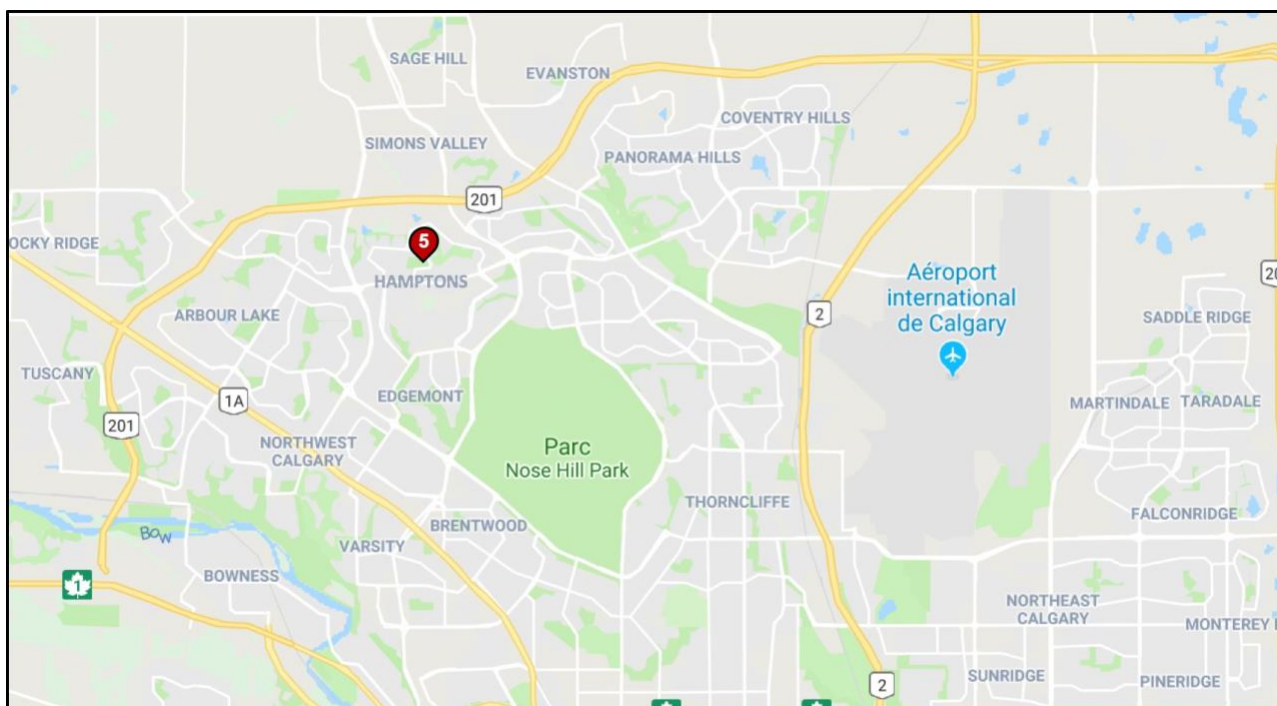 SAGE HILL
EVANSTON
COVENTRY HILLS
SIMONS VALLEY
PANORAMA HILLS
201
5
OCKY RIDGE
HAMPTONS
Aéroport
international
de Calgary
20
2
ARBOUR LAKE
SADDLE RIDGE
TUSCANY
1A
EDGEMONT
MARTINDALE
TARADALE
201
NORTHWEST
CALGARY
Parc
Nose Hill Park
THORNCLIFFE
FALCONRIDGE
BRENTWOOD
Bow
VARSITY
BOWNESS
1
NORTHEAST
CALGARY
MONTEREY
SUNRIDGE
2
PINERIDGE